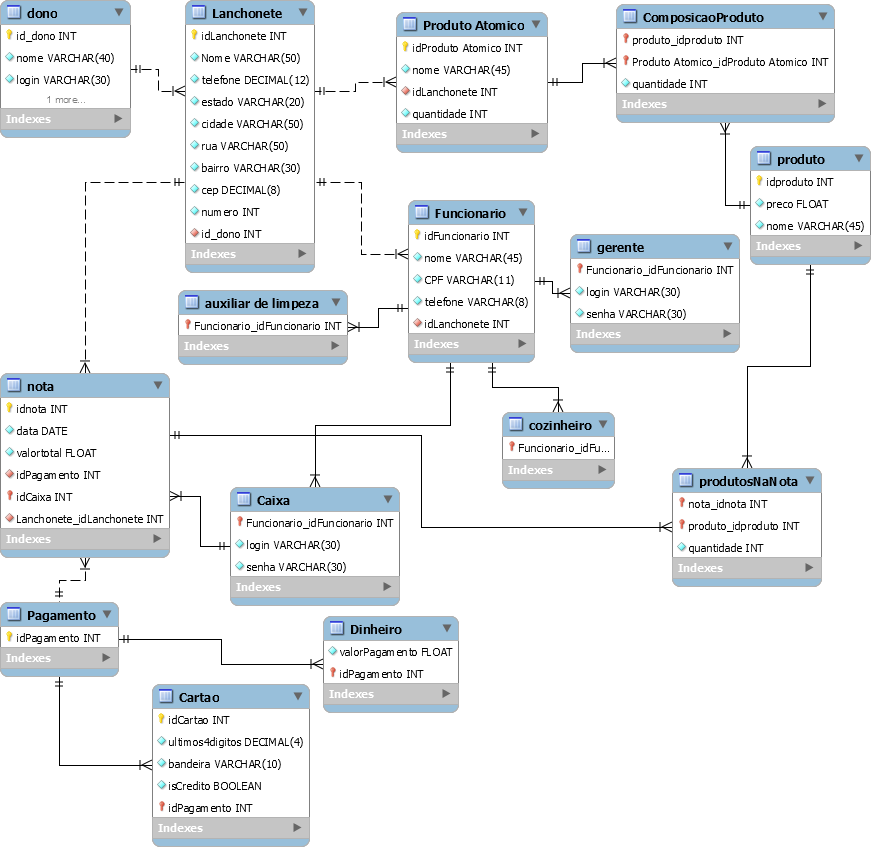 dono
id_dono INT
nome VARCHAR(40)
login VARCHAR(30)
1 more...
Indexes
Lanchonete
idLanchonete INT
Nome VARCHAR(50)
telefone DECIMAL(12)
estado VARCHAR(20)
cidade VARCHAR(50)
rua VARCHAR(50)
bairro VARCHAR(30)
cep DECIMAL(8)
numero INT
id_dono INT
Indexes
Produto Atomico
idProduto Atomico INT
nome VARCHAR(45)
idLanchonete INT
quantidade INT
Indexes
ComposicaoProduto
produto_idproduto INT
Produto Atomico_idProduto Atomico INT
quantidade INT
Indexes
produto
idproduto INT
preco FLOAT
nome VARCHAR(45)
Indexes
Funcionario
idFuncionario INT
nome VARCHAR(45)
CPF VARCHAR(11)
telefone VARCHAR(8)
idLanchonete INT
Indexes
gerente
Funcionario_idFuncionario INT
login VARCHAR(30)
senha VARCHAR(30)
Indexes
auxiliar de limpeza
Funcionario_idFuncionario INT
Indexes
nota
idnota INT
data DATE
valortotal FLOAT
idPagamento INT
idCaixa INT
Lanchonete_idLanchonete INT
Indexes
cozinheiro
Funcionario_idFu...
Indexes
Caixa
Funcionario_idFuncionario INT
login VARCHAR(30)
senha VARCHAR(30)
Indexes
produtosNaNota
nota_idnota INT
produto_idproduto INT
quantidade INT
Indexes
Pagamento
idPagamento INT
Indexes
Dinheiro
valorPagamento FLOAT
idPagamento INT
Indexes
Cartao
idCartao INT
ultimos4digitos DECIMAL(4)
bandeira VARCHAR(10)
isCredito BOOLEAN
idPagamento INT
Indexes